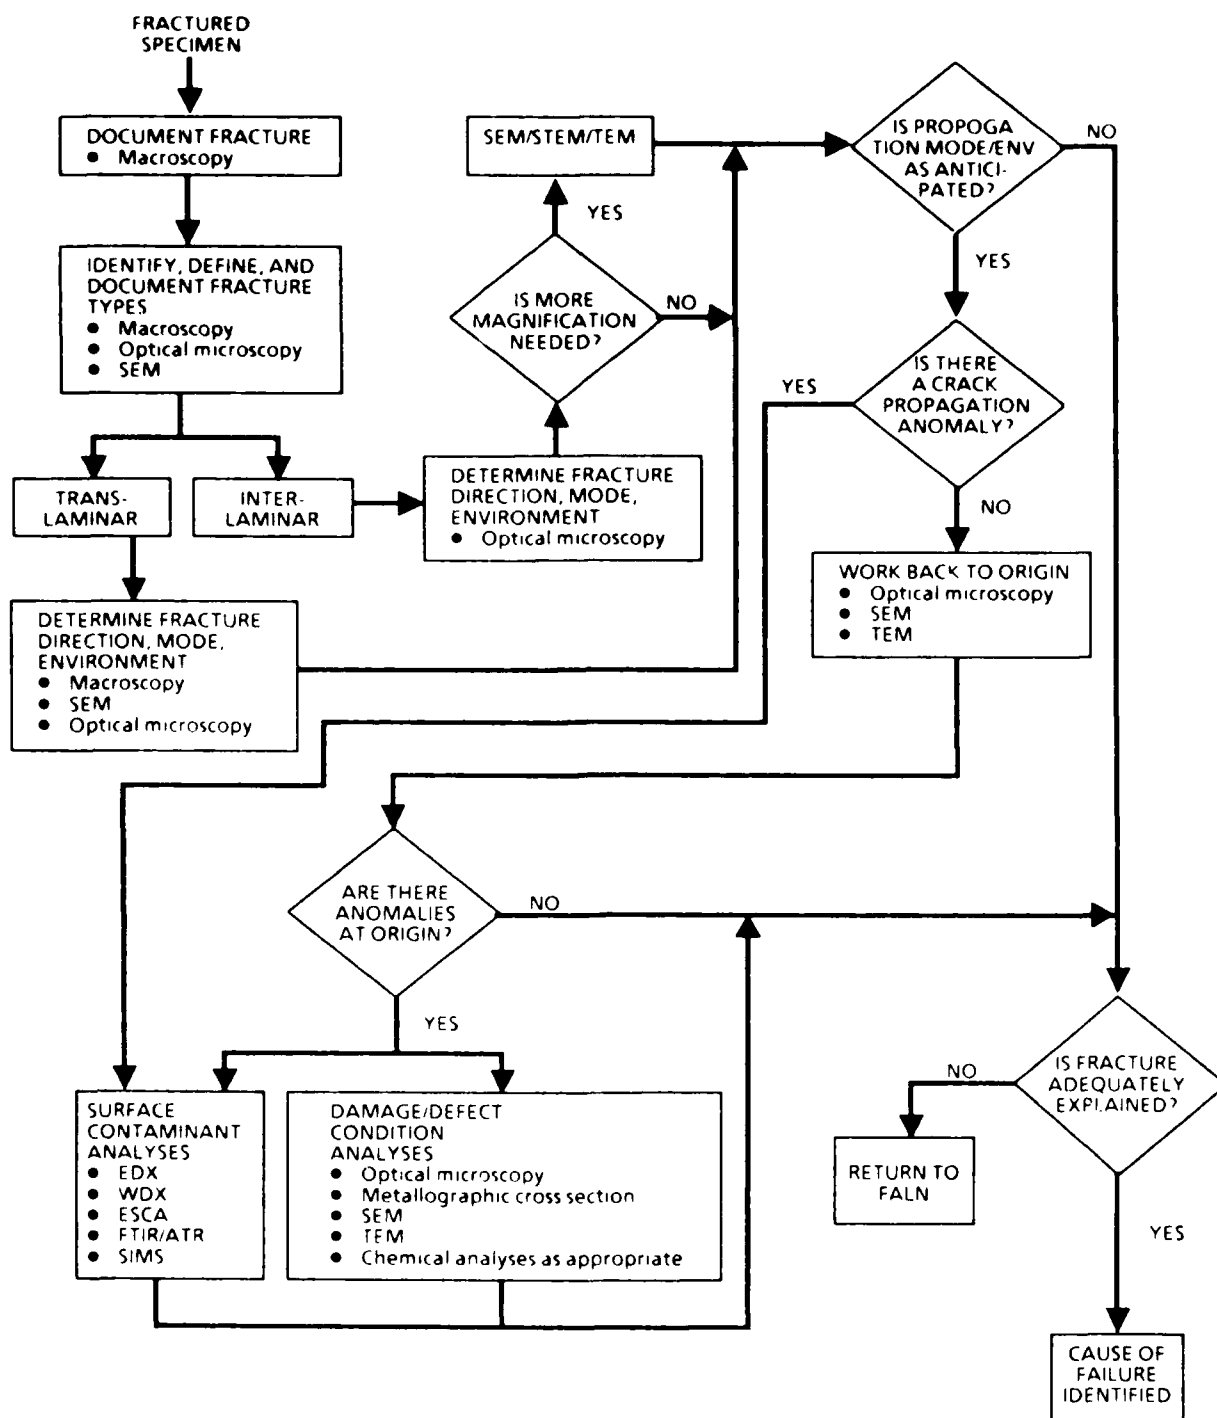 FRACTURED
SPECIMEN
DOCUMENT FRACTURE
● Macroscopy
IDENTIFY, DEFINE, AND
DOCUMENT FRACTURE
TYPES
● Macroscopy
● Optical microscopy
● SEM
TRANS-
LAMINAR
INTER-
LAMINAR
DETERMINE FRACTURE
DIRECTION, MODE,
ENVIRONMENT
● Macroscopy
● SEM
● Optical microscopy
DETERMINE FRACTURE
DIRECTION, MODE,
ENVIRONMENT
● Optical microscopy
IS MORE
MAGNIFICATION
NEEDED?
YES
NO
SEM/STEM/TEM
IS PROPOGA
TION MODE/ENV
AS ANTICI-
PATED?
NO
YES
IS THERE
A CRACK
PROPAGATION
ANOMALY?
YES
NO
WORK BACK TO ORIGIN
● Optical microscopy
● SEM
● TEM
ARE THERE
ANOMALIES
AT ORIGIN?
NO
YES
SURFACE
CONTAMINANT
ANALYSES
● EDX
● WDX
● ESCA
● FTIR/ATR
● SIMS
DAMAGE/DEFECT
CONDITION
ANALYSES
● Optical microscopy
● Metallographic cross section
● SEM
● TEM
● Chemical analyses as appropriate
IS FRACTURE
ADEQUATELY
EXPLAINED?
NO
RETURN TO
FALN
YES
CAUSE OF
FAILURE
IDENTIFIED